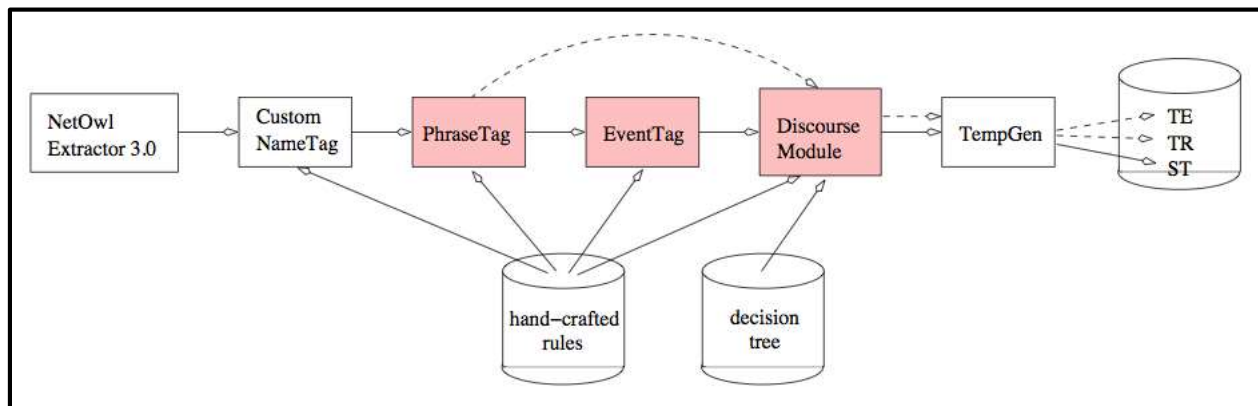 NetOwl
Extractor 3.0
Custom
NameTag
PhraseTag
EventTag
Discourse
Module
TempGen
TE
TR
ST
hand-crafted
rules
decision
tree